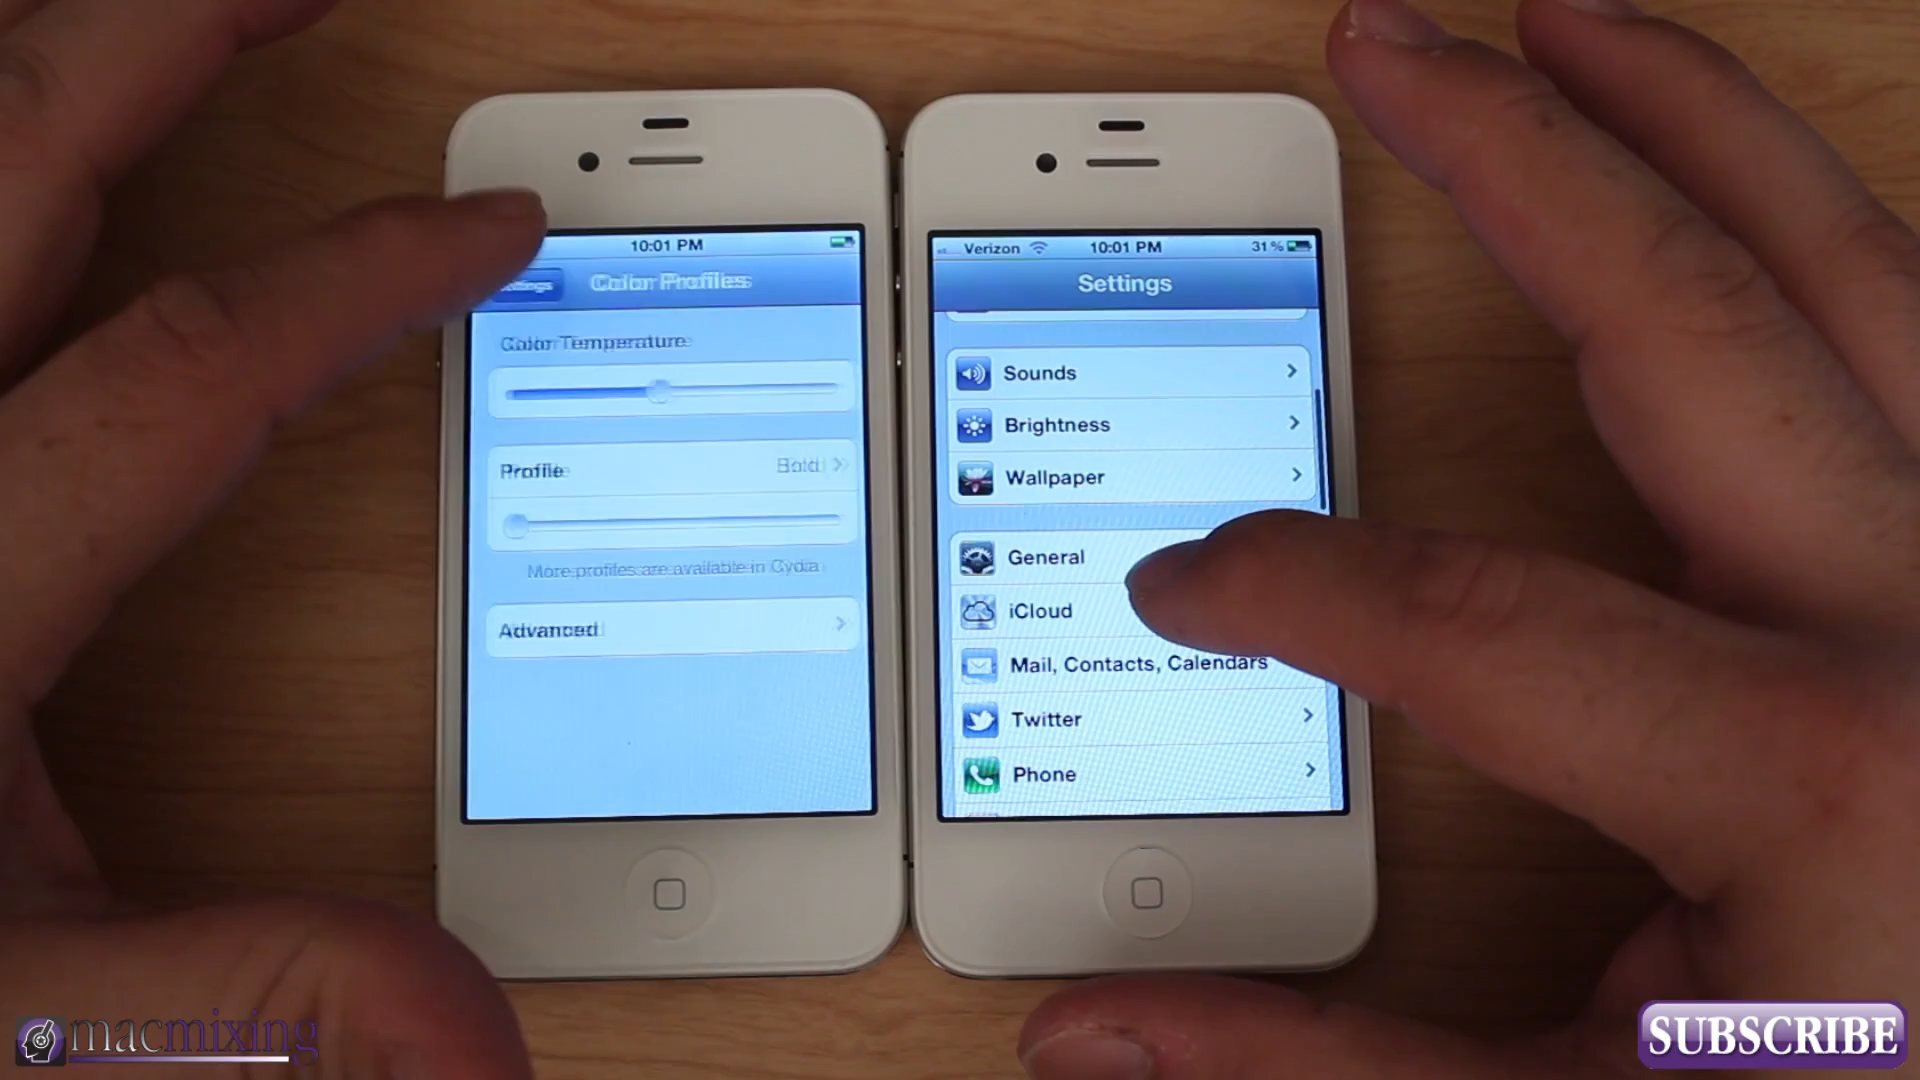 10:01 PM
Color Profiles
Color Temperature
Profile Bold
More profiles are available in Cydia
Advanced
Verizon 10:01 PM 31%
Settings
Sounds
Brightness
Wallpaper
General
iCloud
Mail, Contacts, Calendars
Twitter
Phone
macmixing
SUBSCRIBE